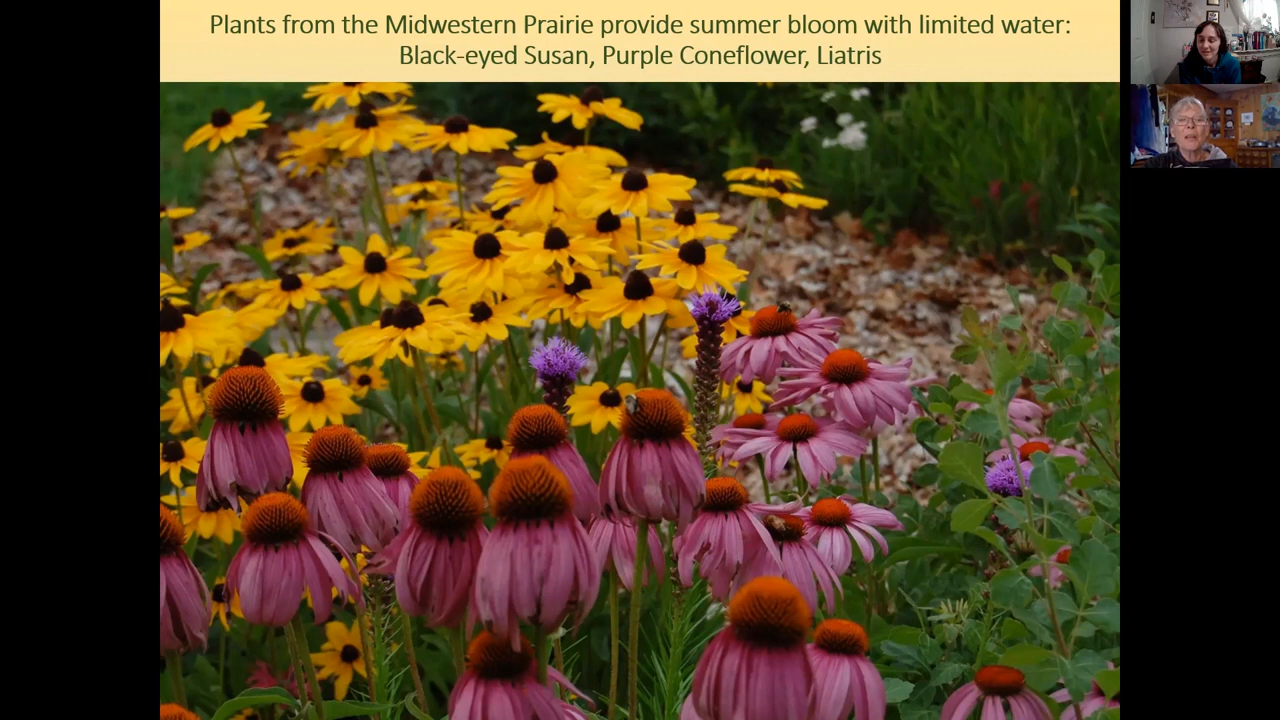 Plants from the Midwestern Prairie provide summer bloom with limited water:
Black-eyed Susan, Purple Coneflower, Liatris